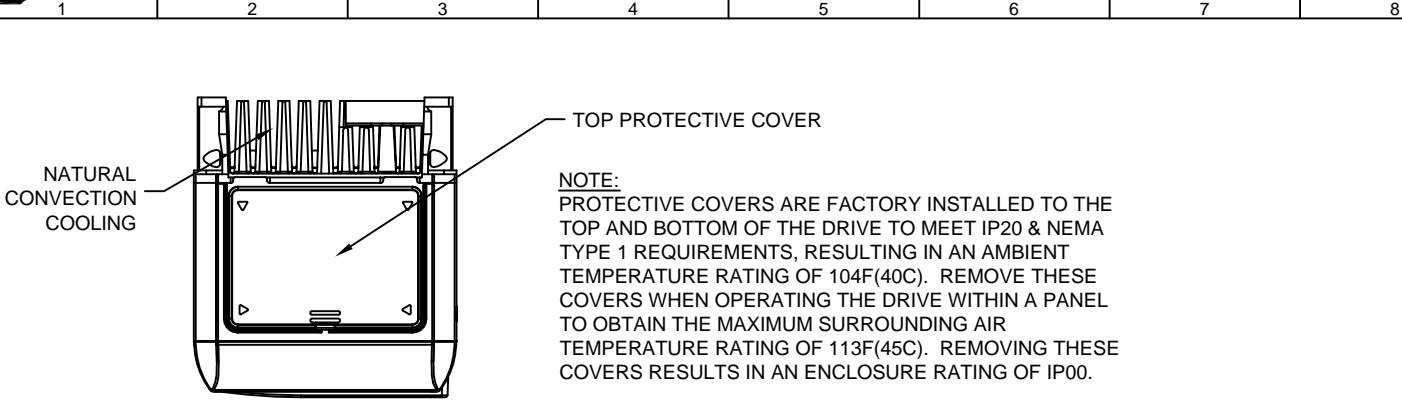 1 2 3 4 5 6 7 8
TOP PROTECTIVE COVER
NATURAL
CONVECTION
COOLING
NOTE:
PROTECTIVE COVERS ARE FACTORY INSTALLED TO THE
TOP AND BOTTOM OF THE DRIVE TO MEET IP20 & NEMA
TYPE 1 REQUIREMENTS, RESULTING IN AN AMBIENT
TEMPERATURE RATING OF 104F(40C).  REMOVE THESE
COVERS WHEN OPERATING THE DRIVE WITHIN A PANEL
TO OBTAIN THE MAXIMUM SURROUNDING AIR
TEMPERATURE RATING OF 113F(45C).  REMOVING THESE
COVERS RESULTS IN AN ENCLOSURE RATING OF IP00.